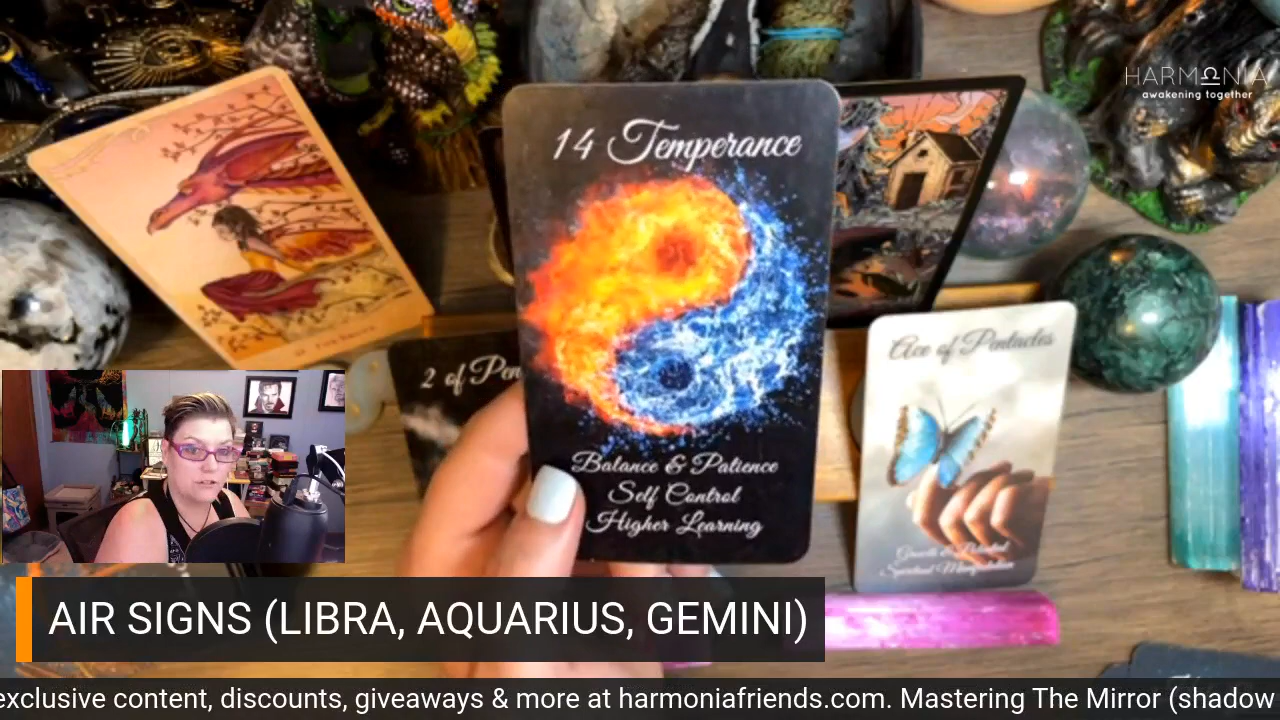 HARMONIA
awakening together
14 Temperance
2 of Pen
Ace of Pentacles
Balance & Patience
Self Control
Higher Learning
AIR SIGNS (LIBRA, AQUARIUS, GEMINI)
exclusive content, discounts, giveaways & more at harmoniafriends.com. Mastering The Mirror (shadow